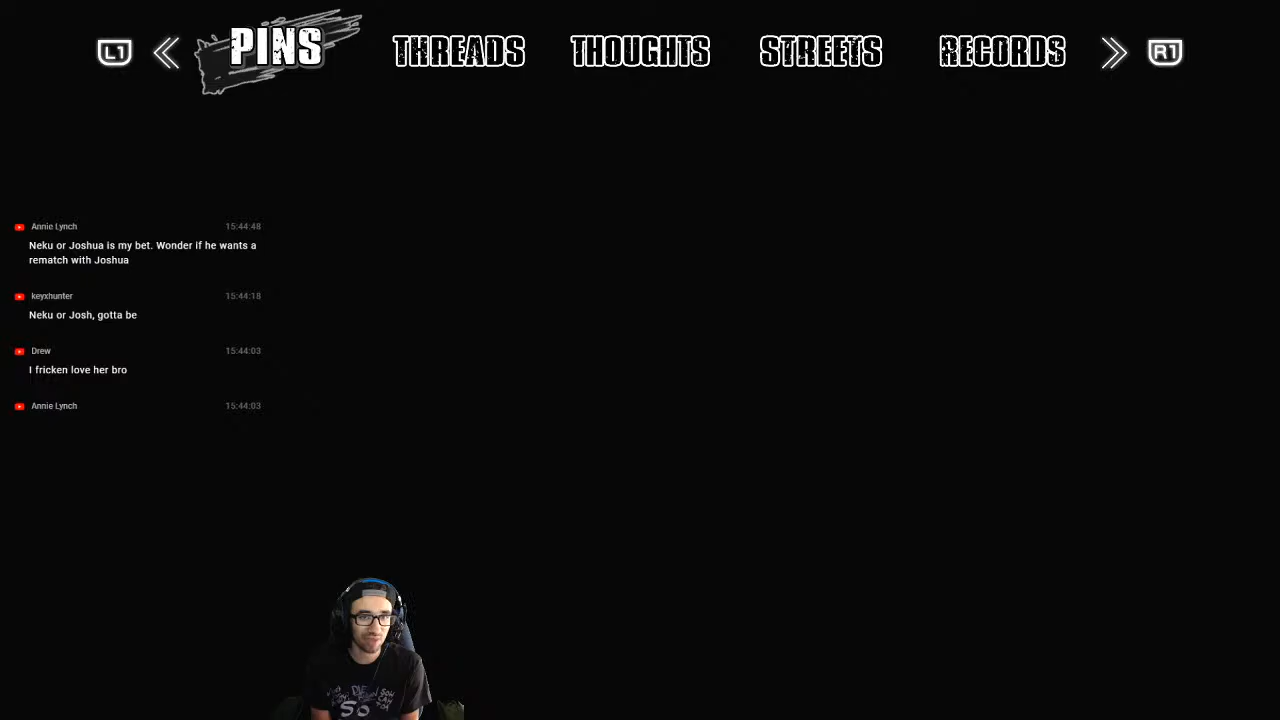 L1 PINS THREADS THOUGHTS STREETS RECORDS R1
Annie Lynch 15:44:48
Neku or Joshua is my bet. Wonder if he wants a
rematch with Joshua
keyxhunter 15:44:18
Neku or Josh, gotta be
Drew 15:44:03
I fricken love her bro
Annie Lynch 15:44:03
SO